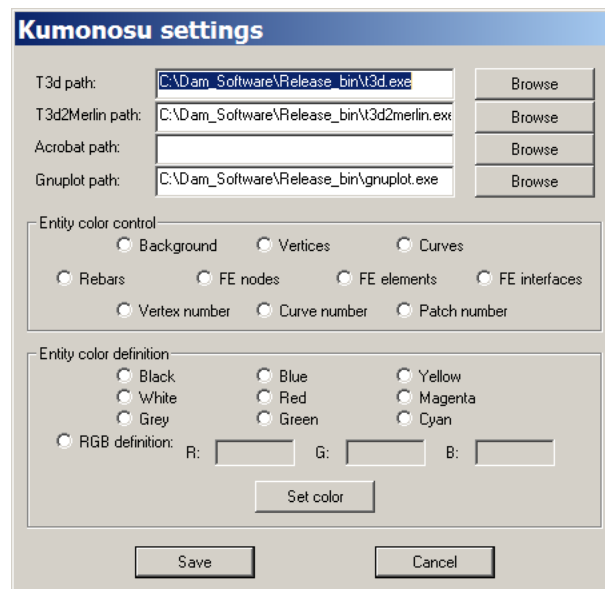 Kumonosu settings
T3d path: C:\Dam_Software\Release_bin\t3d.exe Browse
T3d2Merlin path: C:\Dam_Software\Release_bin\t3d2merlin.exe Browse
Acrobat path: Browse
Gnuplot path: C:\Dam_Software\Release_bin\gnuplot.exe Browse
Entity color control
Background Vertices Curves
Rebars FE nodes FE elements FE interfaces
Vertex number Curve number Patch number
Entity color definition
Black Blue Yellow
White Red Magenta
Grey Green Cyan
RGB definition: R: G: B:
Set color
Save Cancel